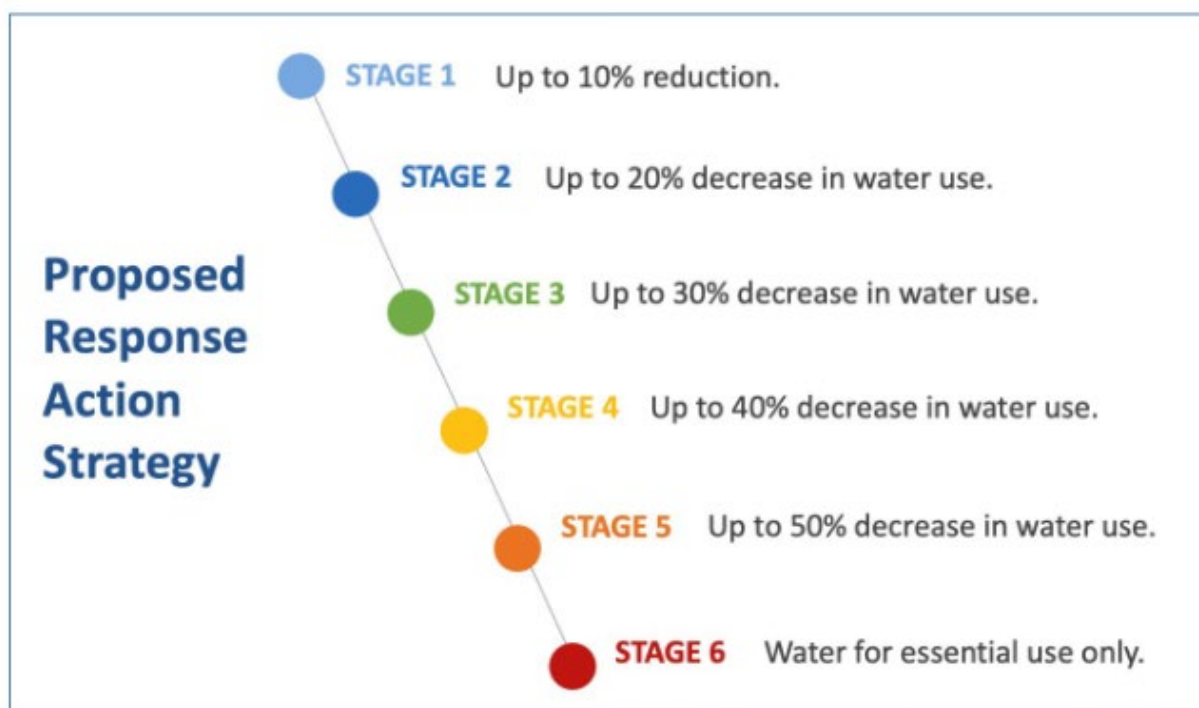 Proposed
Response
Action
Strategy
STAGE 1 Up to 10% reduction.
STAGE 2 Up to 20% decrease in water use.
STAGE 3 Up to 30% decrease in water use.
STAGE 4 Up to 40% decrease in water use.
STAGE 5 Up to 50% decrease in water use.
STAGE 6 Water for essential use only.